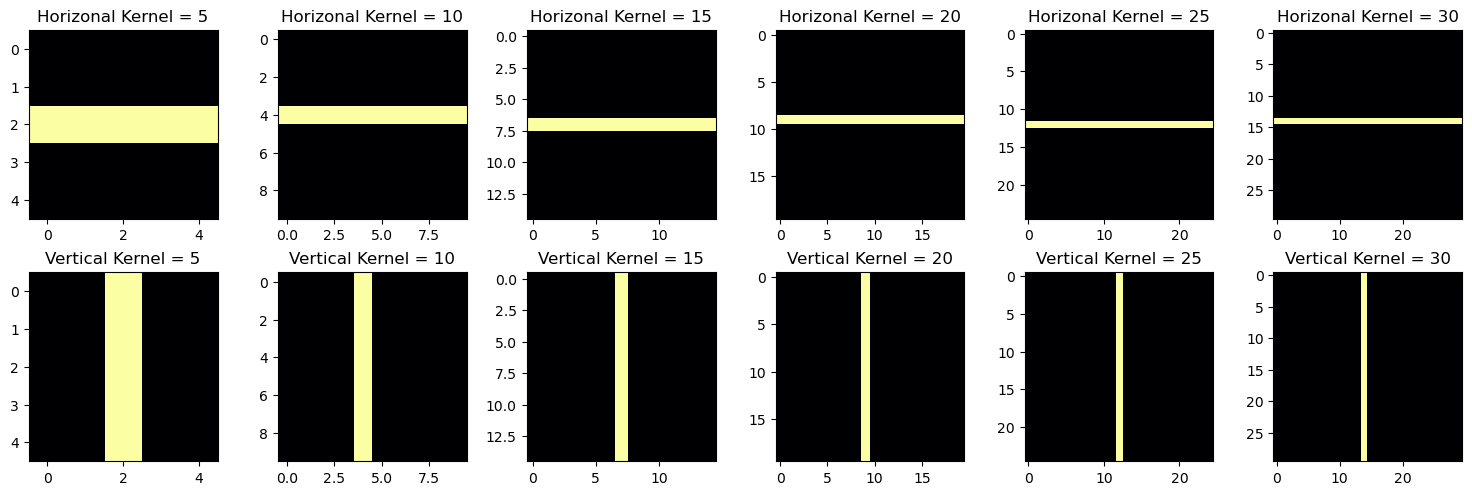 Horizonal Kernel = 5
0
1
2
3
4
0 2 4
Horizonal Kernel = 10
0
2
4
6
8
0.0 2.5 5.0 7.5
Horizonal Kernel = 15
0.0
2.5
5.0
7.5
10.0
12.5
0 5 10
Horizonal Kernel = 20
0
5
10
15
0 5 10 15
Horizonal Kernel = 25
0
5
10
15
20
0 10 20
Horizonal Kernel = 30
0
5
10
15
20
25
0 10 20
Vertical Kernel = 5
0
1
2
3
4
0 2 4
Vertical Kernel = 10
0
2
4
6
8
0.0 2.5 5.0 7.5
Vertical Kernel = 15
0.0
2.5
5.0
7.5
10.0
12.5
0 5 10
Vertical Kernel = 20
0
5
10
15
0 5 10 15
Vertical Kernel = 25
0
5
10
15
20
0 10 20
Vertical Kernel = 30
0
5
10
15
20
25
0 10 20